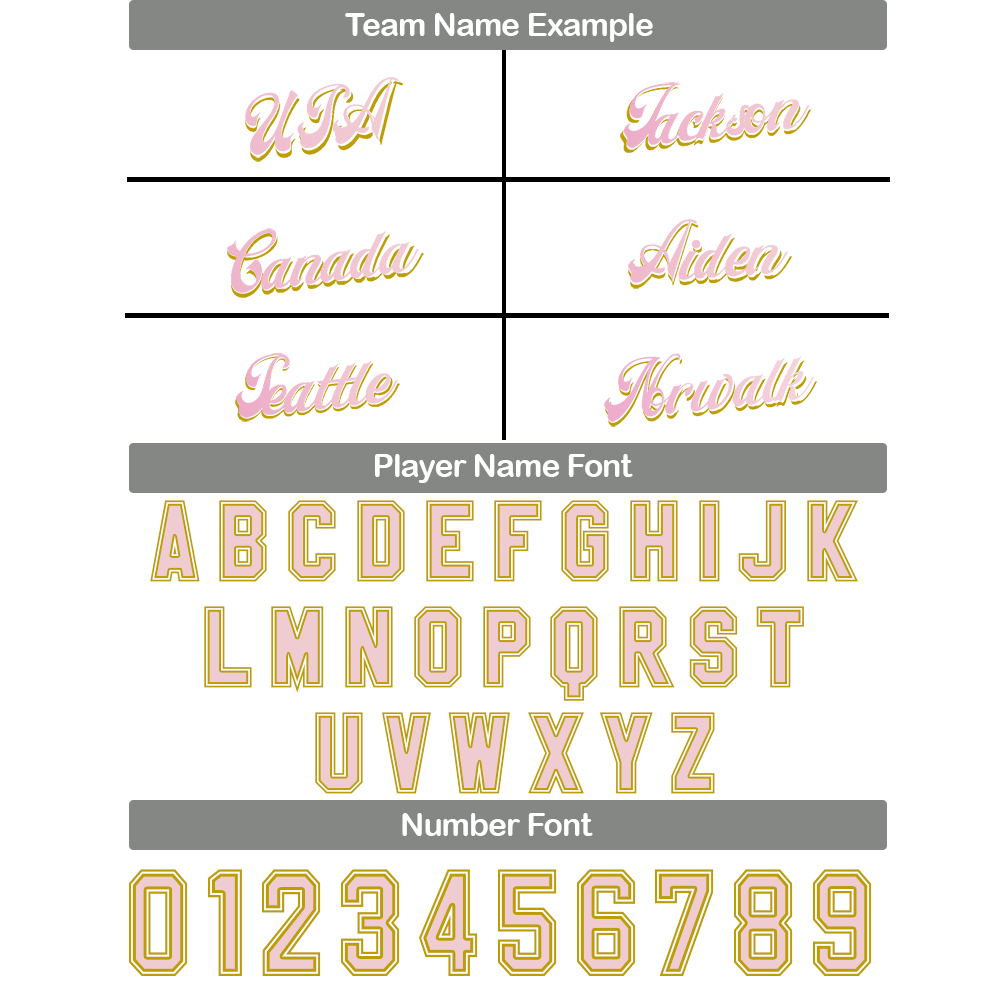 Team Name Example
USA
Jackson
Canada
Aiden
Seattle
Norwalk
Player Name Font
A B C D E F G H I J K
L M N O P Q R S T
U V W X Y Z
Number Font
0 1 2 3 4 5 6 7 8 9